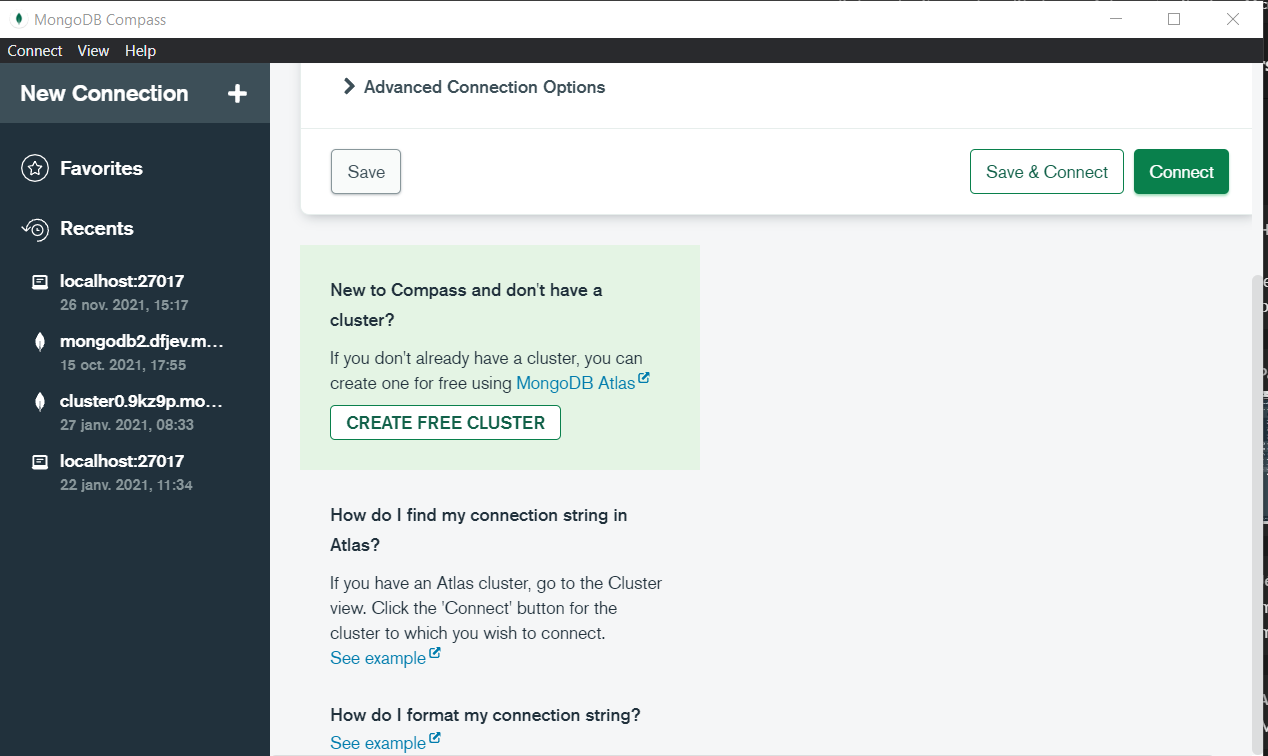 MongoDB Compass
Connect View Help
New Connection
Favorites
Recents
localhost:27017
26 nov. 2021, 15:17
mongodb2.dfjev.m...
15 oct. 2021, 17:55
cluster0.9kz9p.mo...
27 janv. 2021, 08:33
localhost:27017
22 janv. 2021, 11:34
Advanced Connection Options
Save
Save & Connect
Connect
New to Compass and don't have a
cluster?
If you don't already have a cluster, you can
create one for free using MongoDB Atlas
CREATE FREE CLUSTER
How do I find my connection string in
Atlas?
If you have an Atlas cluster, go to the Cluster
view. Click the 'Connect' button for the
cluster to which you wish to connect.
See example
How do I format my connection string?
See example